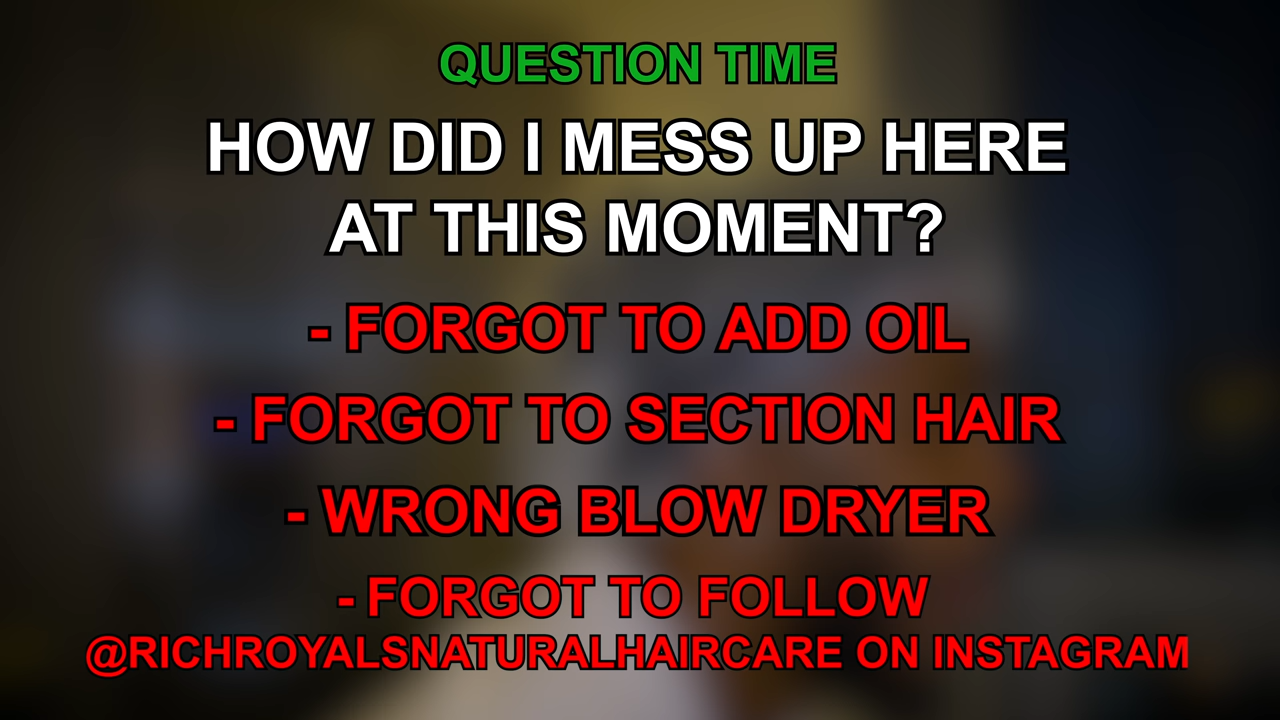 QUESTION TIME
HOW DID I MESS UP HERE
AT THIS MOMENT?
- FORGOT TO ADD OIL
- FORGOT TO SECTION HAIR
- WRONG BLOW DRYER
- FORGOT TO FOLLOW
@RICHROYALSNATURALHAIRCARE ON INSTAGRAM